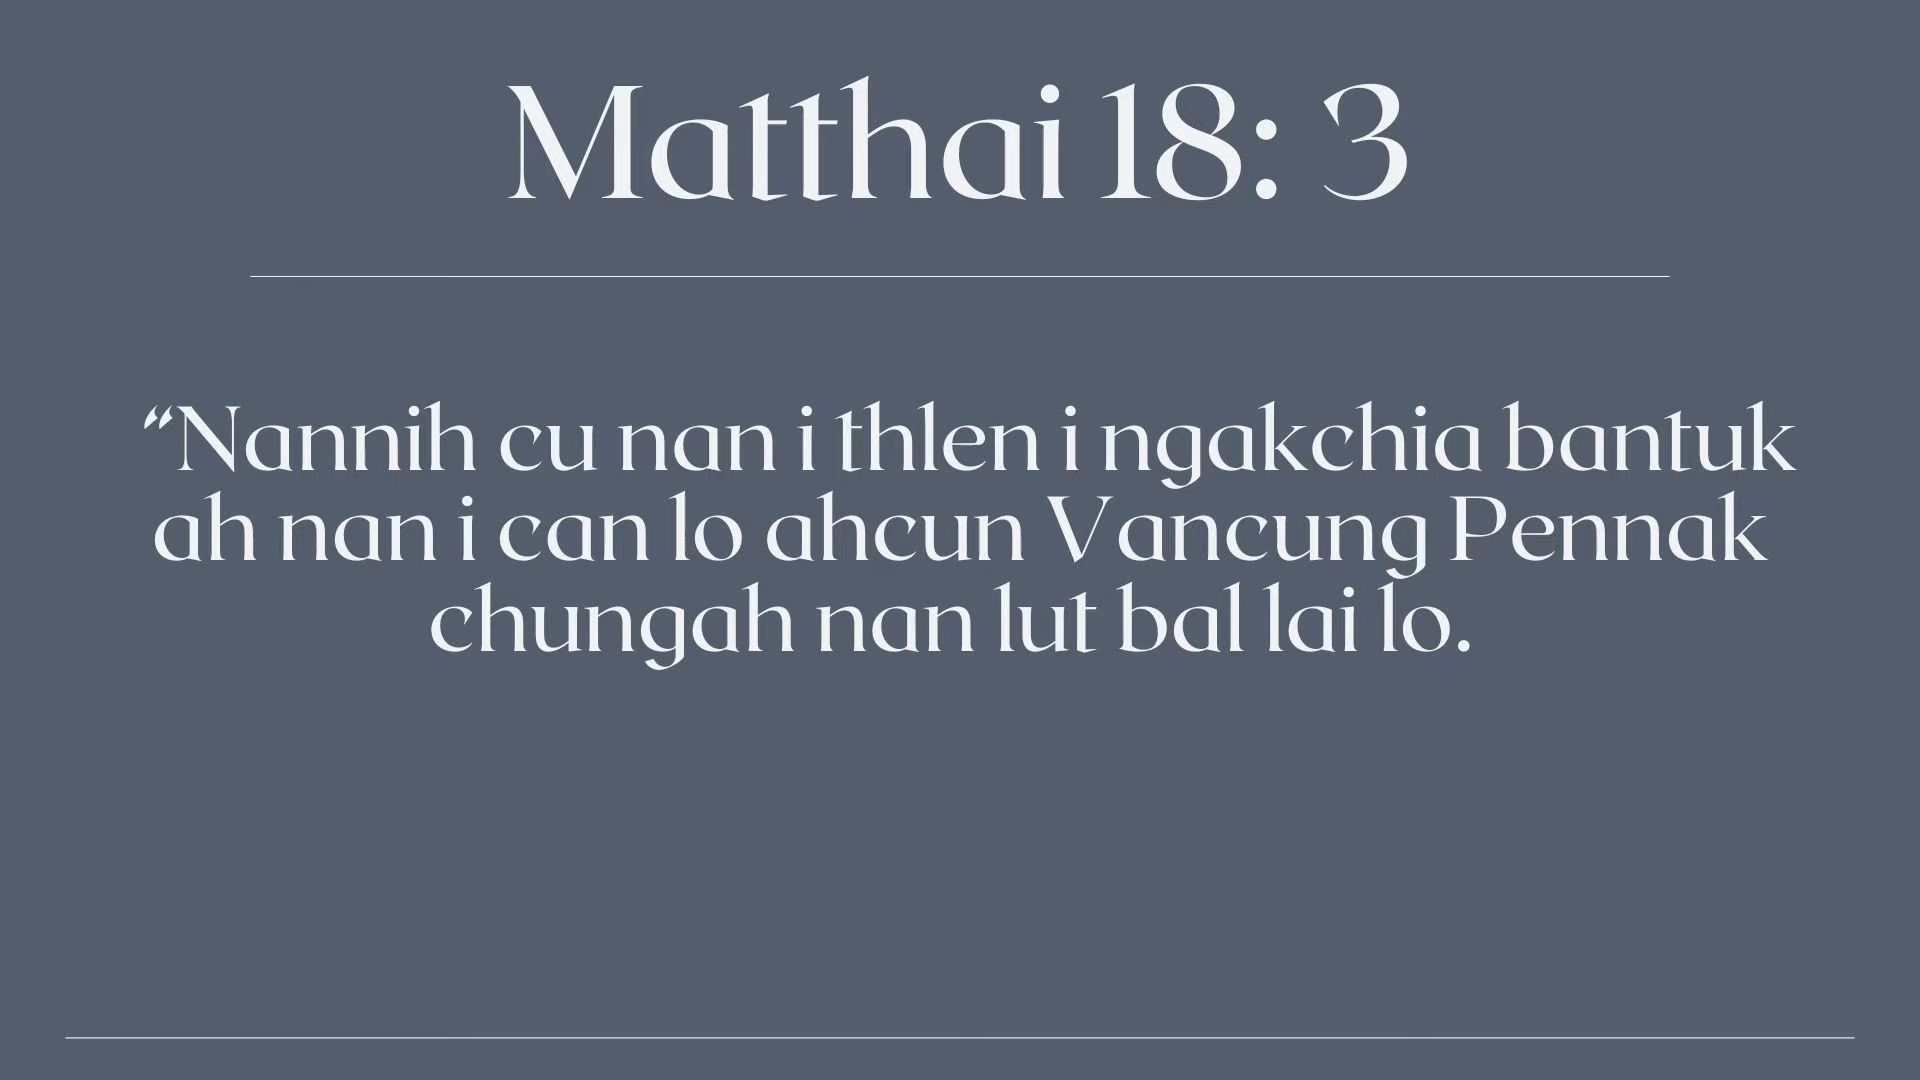 Matthai 18: 3
“Nannih cu nan i thlen i ngakchia bantuk
ah nan i can lo ahcun Vancung Pennak
chungah nan lut bal lai lo.